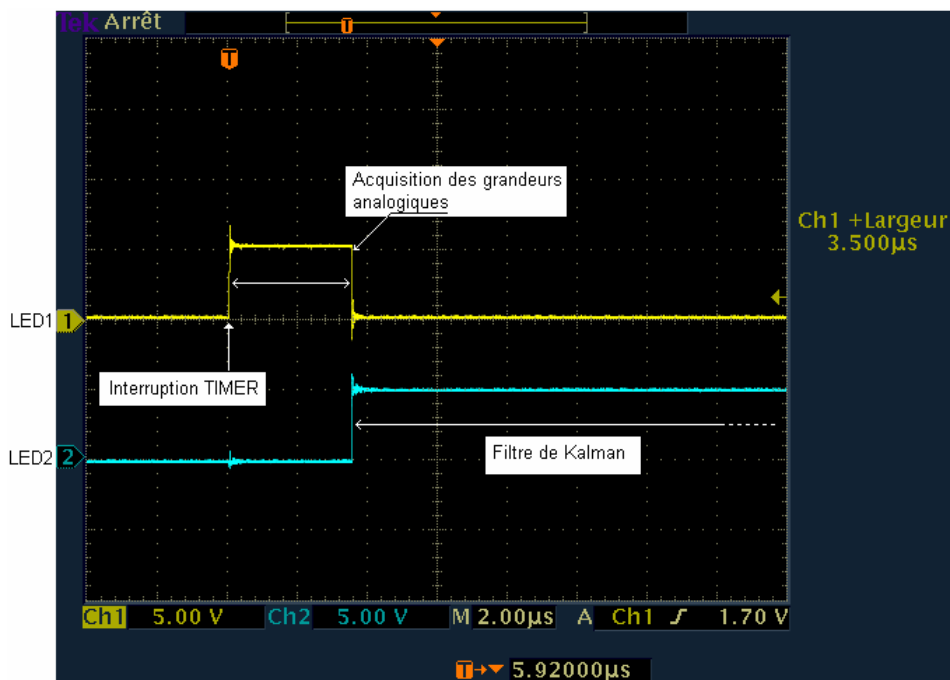 Tek Arrêt
T
T
Acquisition des grandeurs
analogiques
Ch1 +Largeur
3.500µs
LED1 1
Interruption TIMER
LED2 2
Filtre de Kalman
Ch1 5.00 V Ch2 5.00 V M 2.00µs A Ch1 1.70 V
T 5.92000µs